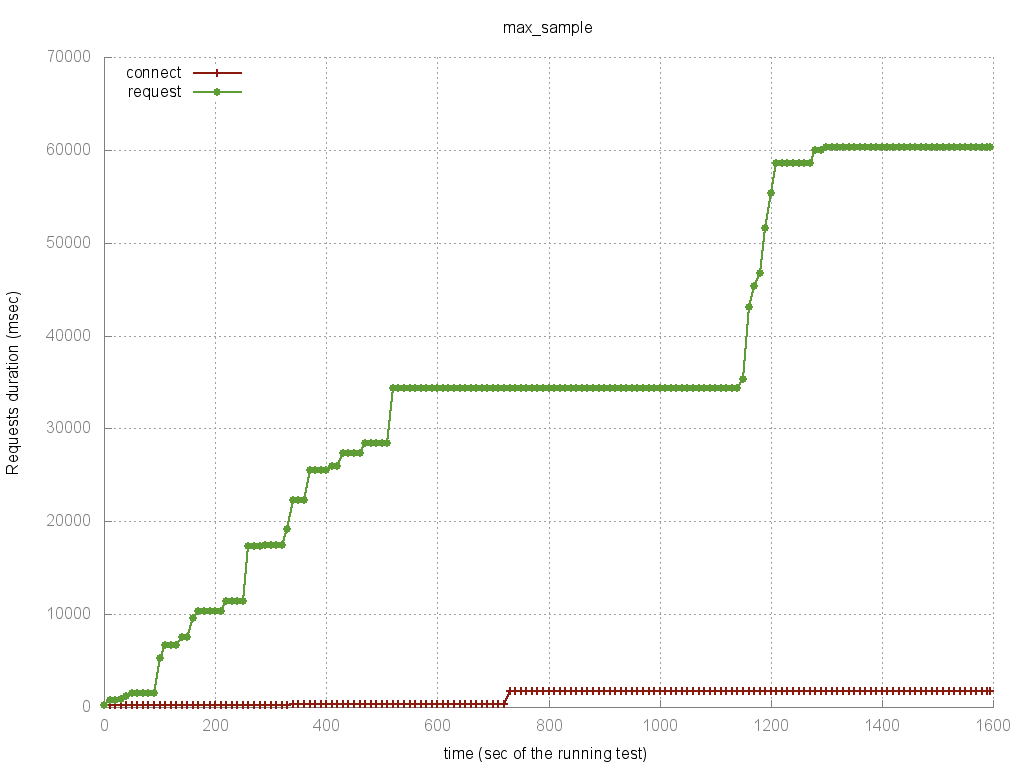 max_sample
70000
60000
50000
40000
30000
20000
10000
0
connect
request
Requests duration (msec)
0 200 400 600 800 1000 1200 1400 1600
time (sec of the running test)